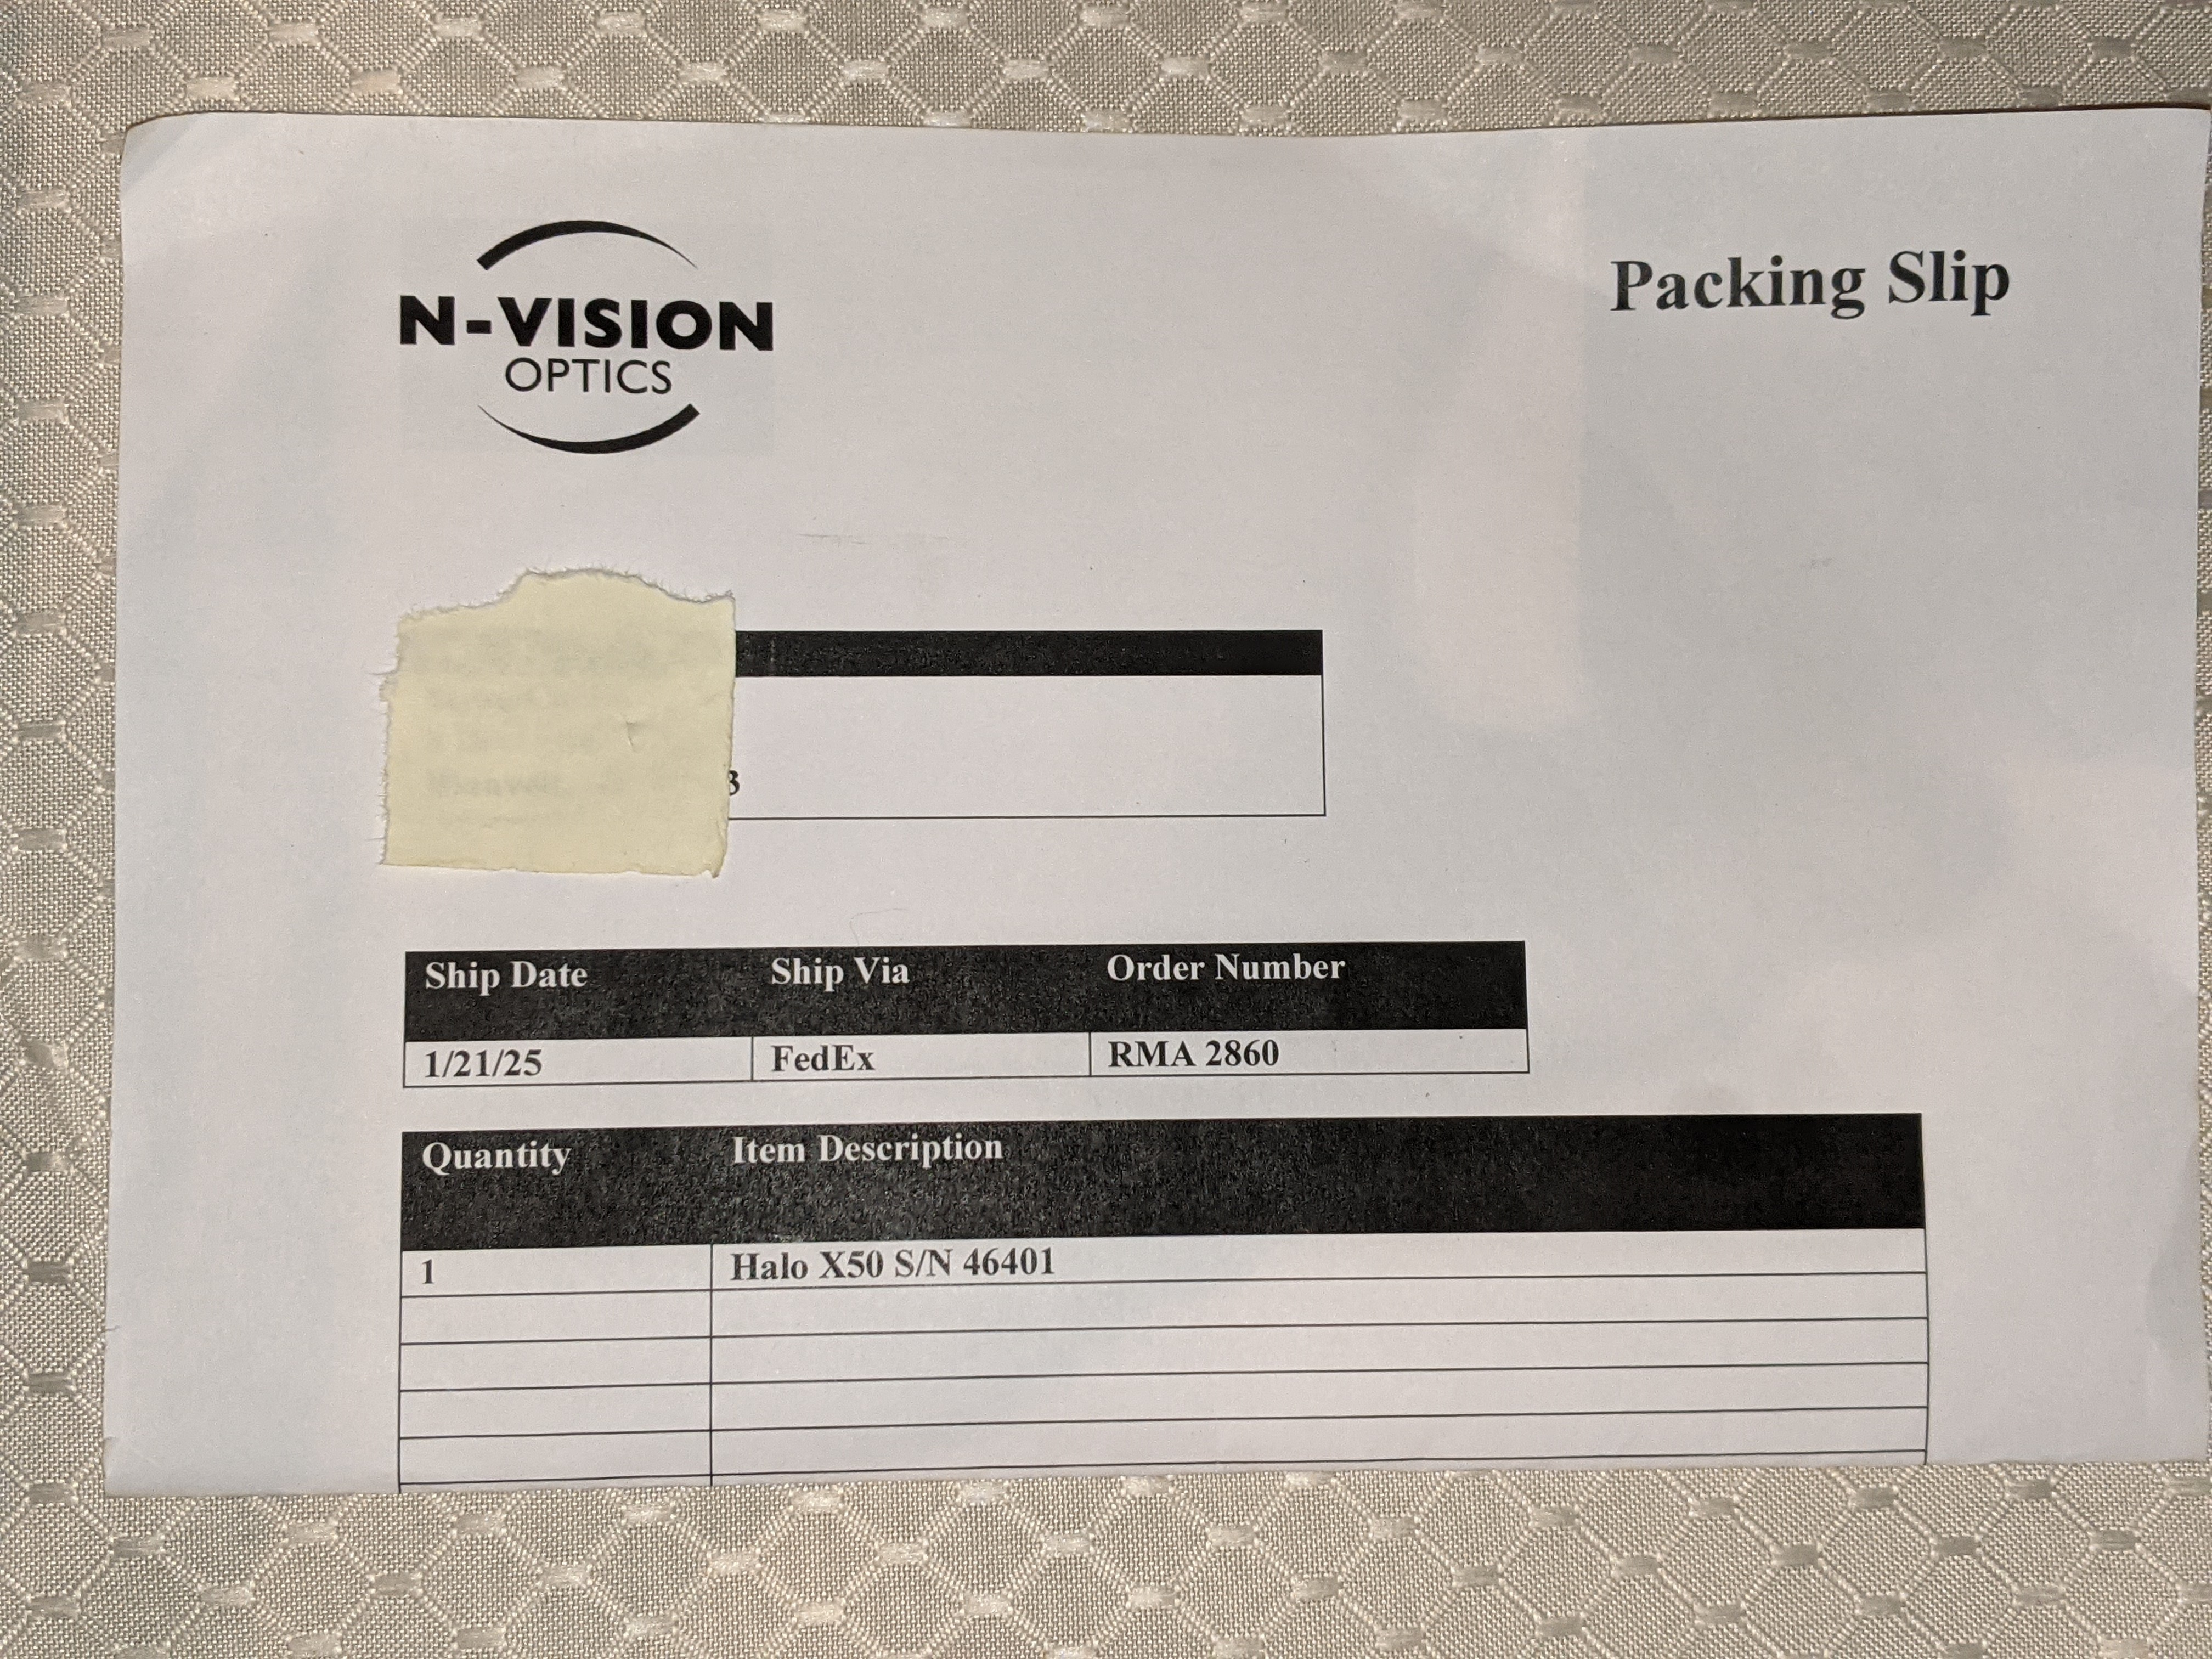 N-VISION
OPTICS
Packing Slip
3
Ship Date Ship Via Order Number
1/21/25 FedEx RMA 2860
Quantity Item Description
1 Halo X50 S/N 46401